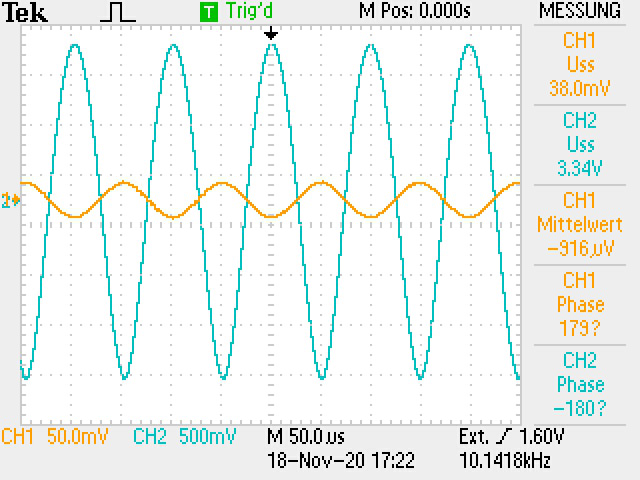 Tek T Trig'd M Pos: 0.000s MESSUNG
CH1
Uss
38.0mV
CH2
Uss
3.34V
CH1
Mittelwert
-916µV
CH1
Phase
179?
CH2
Phase
-180?
2
CH1 50.0mV CH2 500mV M 50.0µs Ext. 1.60V
18-Nov-20 17:22 10.1418kHz